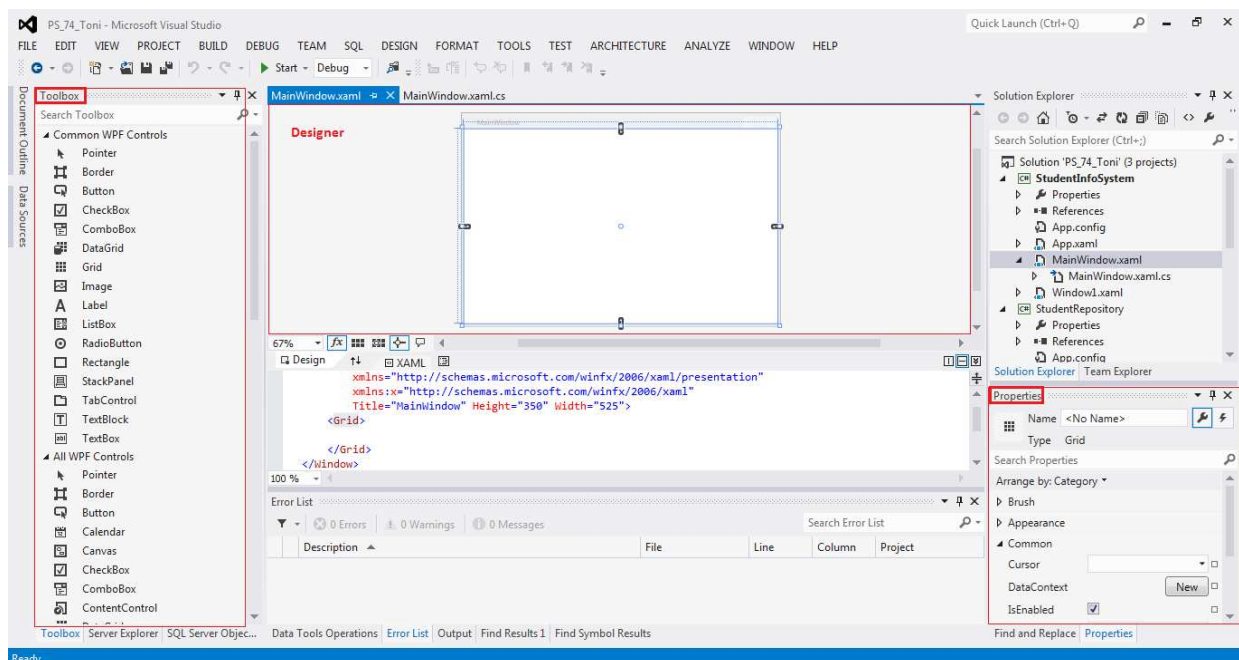 PS_74_Toni - Microsoft Visual Studio
Quick Launch (Ctrl+Q)
FILE EDIT VIEW PROJECT BUILD DEBUG TEAM SQL DESIGN FORMAT TOOLS TEST ARCHITECTURE ANALYZE WINDOW HELP
Start Debug
Document Outline
Data Sources
Toolbox
Search Toolbox
Common WPF Controls
Pointer
Border
Button
CheckBox
ComboBox
DataGrid
Grid
Image
Label
ListBox
RadioButton
Rectangle
StackPanel
TabControl
TextBlock
TextBox
All WPF Controls
Pointer
Border
Button
Calendar
Canvas
CheckBox
ComboBox
ContentControl
Toolbox Server Explorer SQL Server Objec...
MainWindow.xaml MainWindow.xaml.cs
Designer
MainWindow
67%
Design XAML
xmlns="http://schemas.microsoft.com/winfx/2006/xaml/presentation"
xmlns:x="http://schemas.microsoft.com/winfx/2006/xaml"
Title="MainWindow" Height="350" Width="525">
<Grid>
</Grid>
</Window>
100 %
Error List
0 Errors 0 Warnings 0 Messages Search Error List
Description File Line Column Project
Data Tools Operations Error List Output Find Results 1 Find Symbol Results
Solution Explorer
Search Solution Explorer (Ctrl+;)
Solution 'PS_74_Toni' (3 projects)
StudentInfoSystem
Properties
References
App.config
App.xaml
MainWindow.xaml
MainWindow.xaml.cs
Window1.xaml
StudentRepository
Properties
References
App.config
Solution Explorer Team Explorer
Properties
Name <No Name>
Type Grid
Search Properties
Arrange by: Category
Brush
Appearance
Common
Cursor
DataContext New
IsEnabled
Find and Replace Properties
Ready